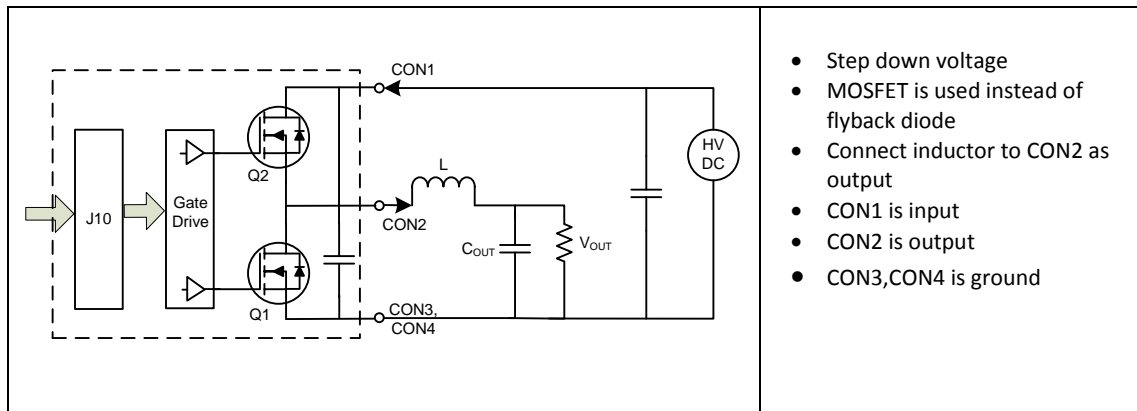 CON1
Q2
J10
Gate
Drive
L
CON2
COUT
VOUT
HV
DC
Q1
CON3,
CON4
• Step down voltage
• MOSFET is used instead of
flyback diode
• Connect inductor to CON2 as
output
• CON1 is input
• CON2 is output
• CON3,CON4 is ground